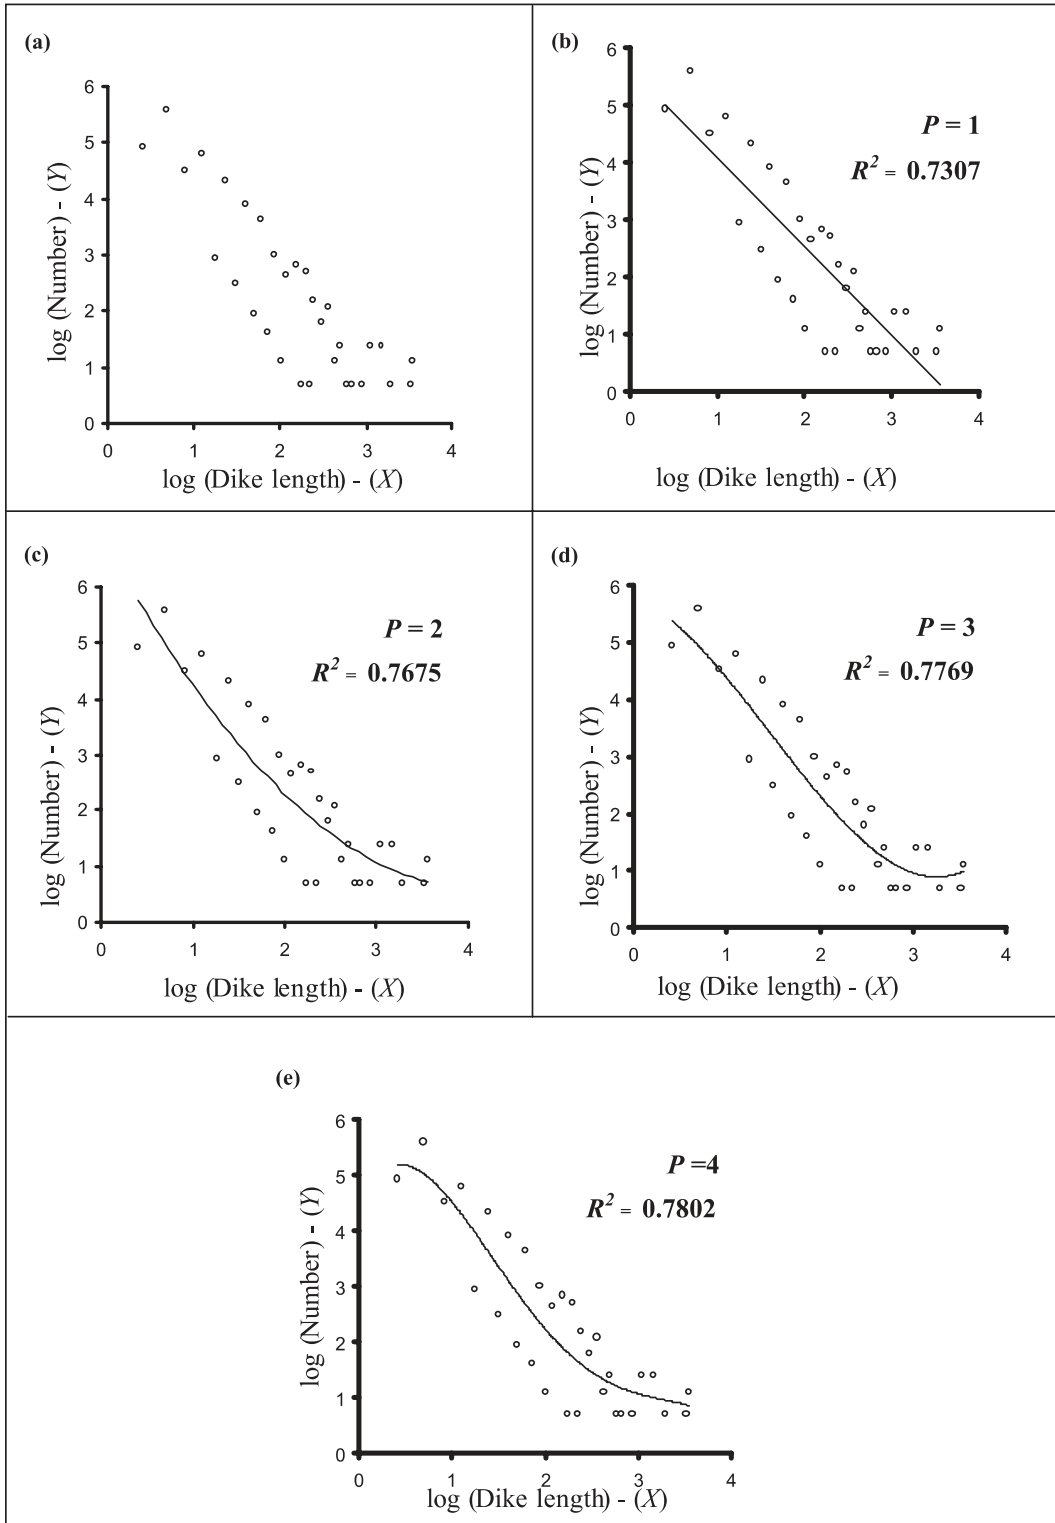 (a)
6
5
4
3
2
1
0
0 1 2 3 4
log (Number) - (Y)
log (Dike length) - (X)
(b)
6
5
4
3
2
1
0
0 1 2 3 4
P = 1
R² = 0.7307
log (Number) - (Y)
log (Dike length) - (X)
(c)
6
5
4
3
2
1
0
0 1 2 3 4
P = 2
R² = 0.7675
log (Number) - (Y)
log (Dike length) - (X)
(d)
6
5
4
3
2
1
0
0 1 2 3 4
P = 3
R² = 0.7769
log (Number) - (Y)
log (Dike length) - (X)
(e)
6
5
4
3
2
1
0
0 1 2 3 4
P =4
R² = 0.7802
log (Number) - (Y)
log (Dike length) - (X)